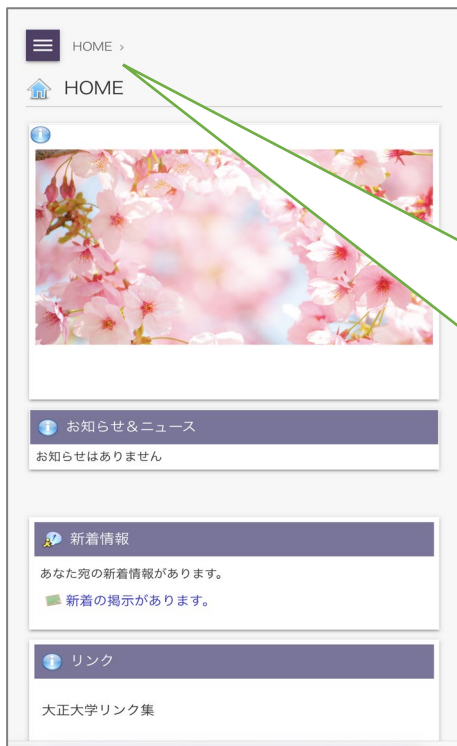 HOME ›
HOME
お知らせ&ニュース
お知らせはありません
新着情報
あなた宛の新着情報があります。
新着の掲示があります。
リンク
大正大学リンク集